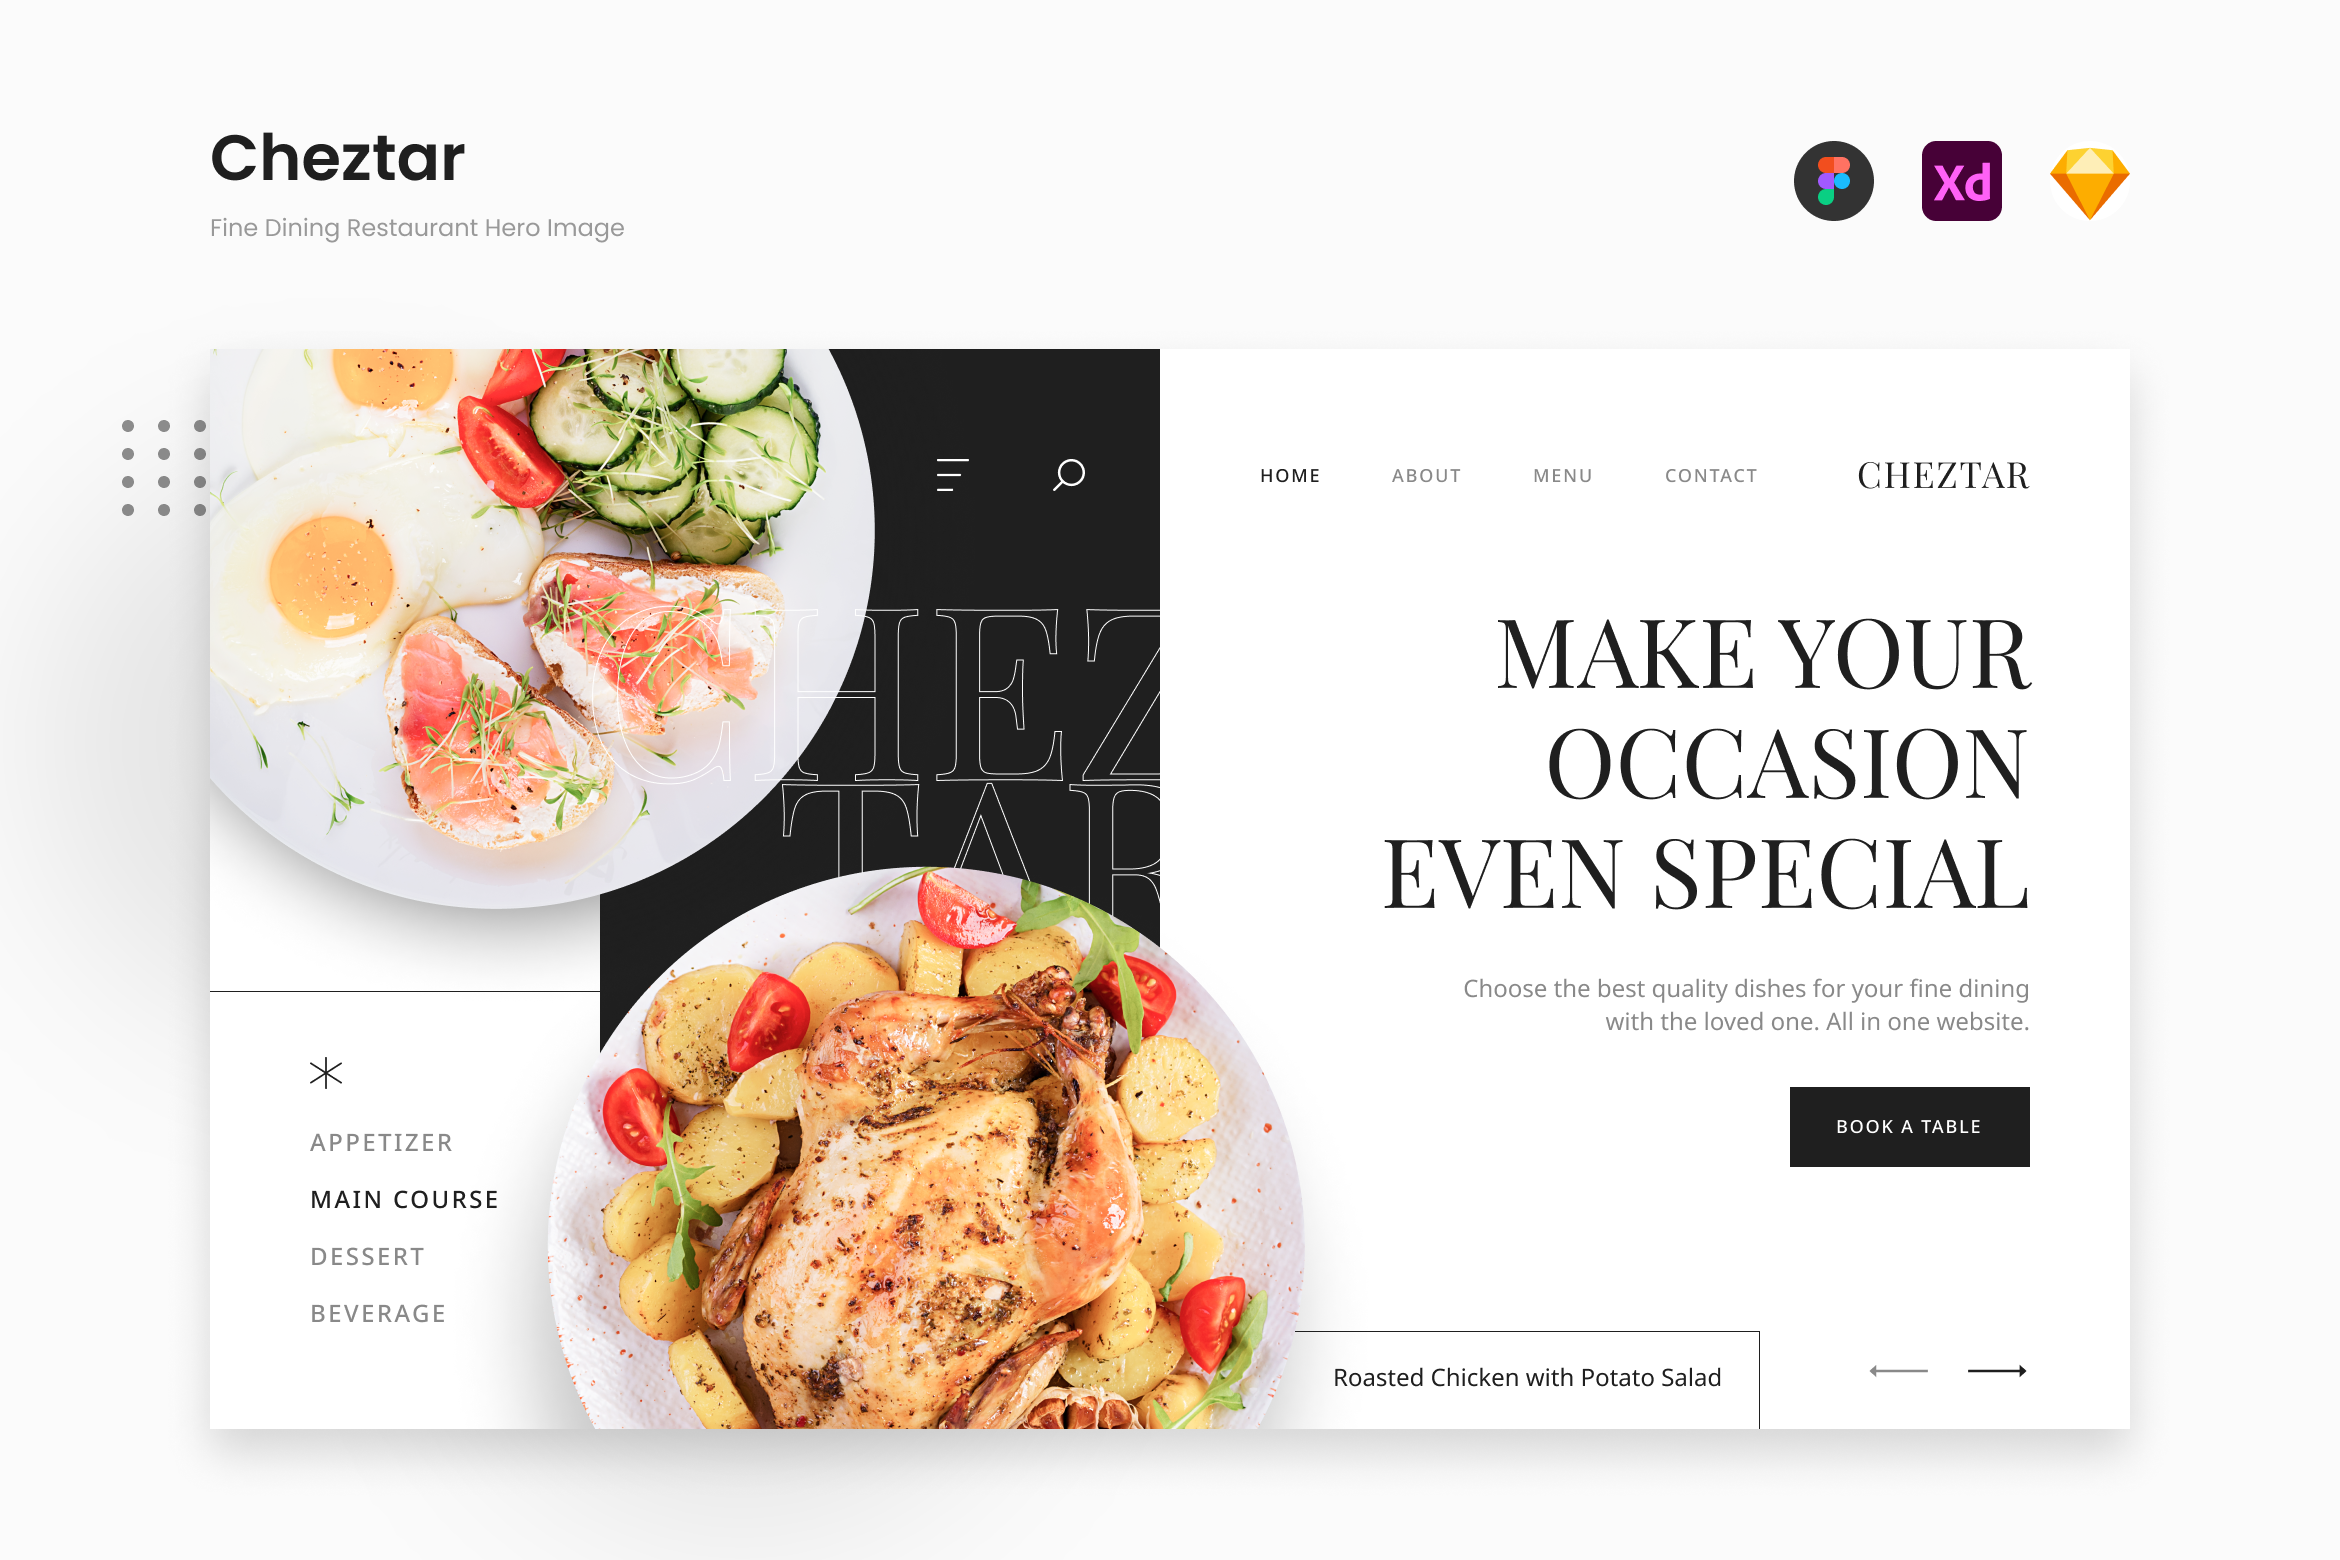 Cheztar
Fine Dining Restaurant Hero Image
Xd
HOME ABOUT MENU CONTACT CHEZTAR
CHEZ
TAR
MAKE YOUR
OCCASION
EVEN SPECIAL
Choose the best quality dishes for your fine dining
with the loved one. All in one website.
BOOK A TABLE
APPETIZER
MAIN COURSE
DESSERT
BEVERAGE
Roasted Chicken with Potato Salad